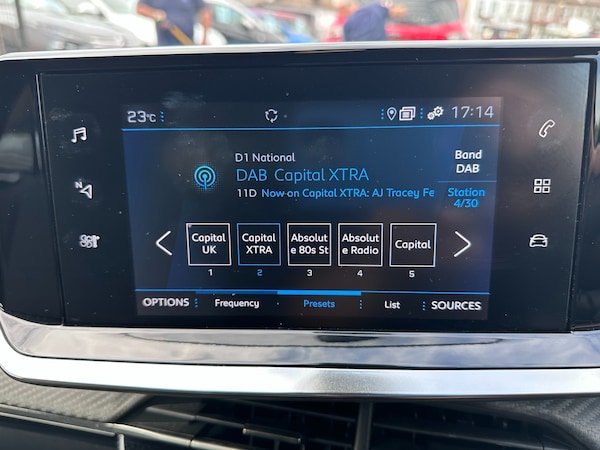 23°C 17:14
D1 National
DAB Capital XTRA
11D Now on Capital XTRA: AJ Tracey Fe
Band
DAB
Station
4/30
N
Capital
UK
Capital
XTRA
Absolut
e 80s St
Absolut
e Radio
Capital
1 2 3 4 5
OPTIONS Frequency Presets List SOURCES